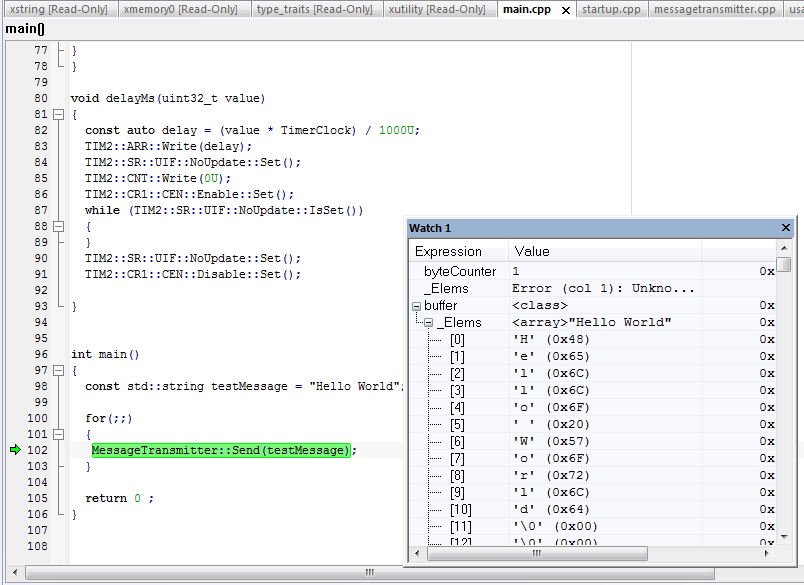 xstring [Read-Only] xmemory0 [Read-Only] type_traits [Read-Only] xutility [Read-Only] main.cpp startup.cpp messagetransmitter.cpp
main()
77 }
78 }
79
80 void delayMs(uint32_t value)
81 {
82 const auto delay = (value * TimerClock) / 1000U;
83 TIM2::ARR::Write(delay);
84 TIM2::SR::UIF::NoUpdate::Set();
85 TIM2::CNT::Write(0U);
86 TIM2::CR1::CEN::Enable::Set();
87 while (TIM2::SR::UIF::NoUpdate::IsSet())
88 {
89 }
90 TIM2::SR::UIF::NoUpdate::Set();
91 TIM2::CR1::CEN::Disable::Set();
92
93 }
94
95
96 int main()
97 {
98 const std::string testMessage = "Hello World";
99
100 for(;;)
101 {
102 MessageTransmitter::Send(testMessage);
103 }
104
105 return 0 ;
106 }
107
108
Watch 1
Expression Value
byteCounter 1 0x
_Elems Error (col 1): Unkno...
buffer <class> 0x
_Elems <array>"Hello World" 0x
[0] 'H' (0x48) 0x
[1] 'e' (0x65) 0x
[2] 'l' (0x6C) 0x
[3] 'l' (0x6C) 0x
[4] 'o' (0x6F) 0x
[5] ' ' (0x20) 0x
[6] 'W' (0x57) 0x
[7] 'o' (0x6F) 0x
[8] 'r' (0x72) 0x
[9] 'l' (0x6C) 0x
[10] 'd' (0x64) 0x
[11] '\0' (0x00) 0x
[12] '\0' (0x00) 0x